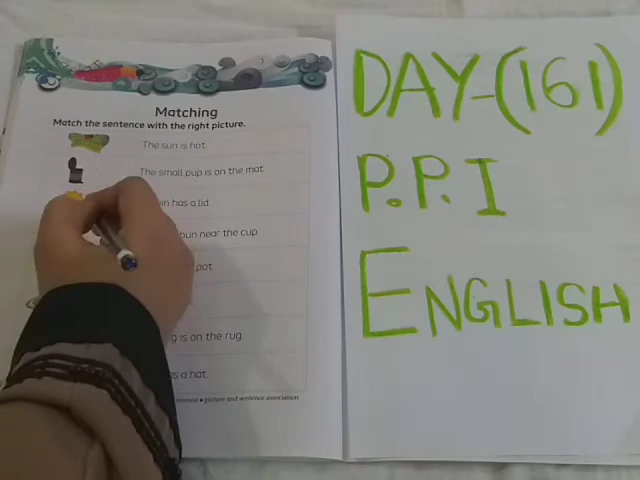 Matching
Match the sentence with the right picture.
The sun is hot.
The small pup is on the mat.
has a lid.
bun near the cup.
pot.
on the rug.
a hat.
picture and sentence association
DAY-(161)
P.P.I
ENGLISH